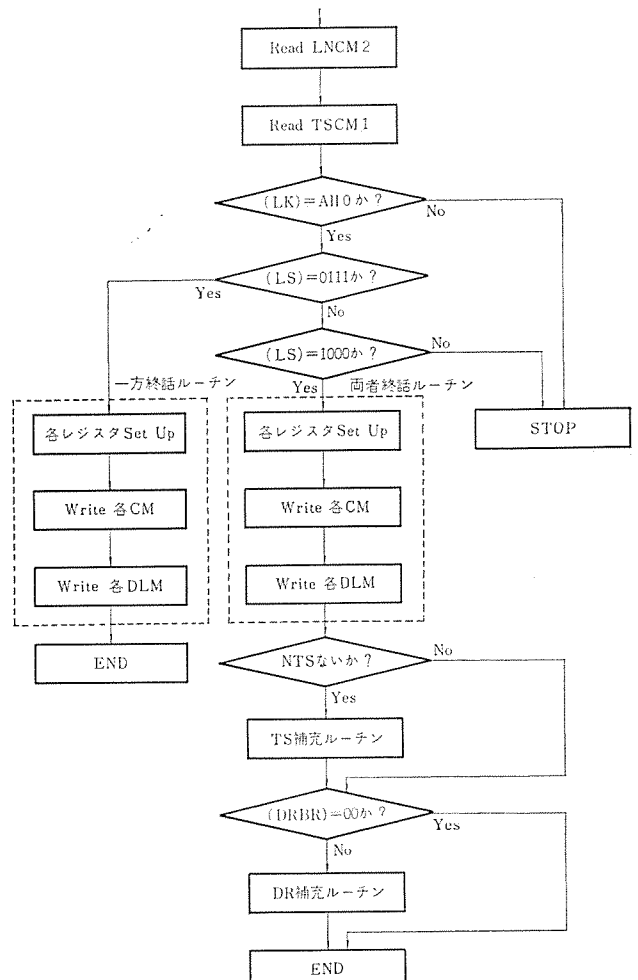 Read LNCM2
Read TSCM1
(LK)=All 0か？
No
Yes
(LS)=0111か？
Yes
No
(LS)=1000か？
No
Yes
一方終話ルーチン
両者終話ルーチン
各レジスタSet Up
各レジスタSet Up
STOP
Write 各CM
Write 各CM
Write 各DLM
Write 各DLM
END
NTSないか？
No
Yes
TS補充ルーチン
(DRBR)=00か？
Yes
No
DR補充ルーチン
END